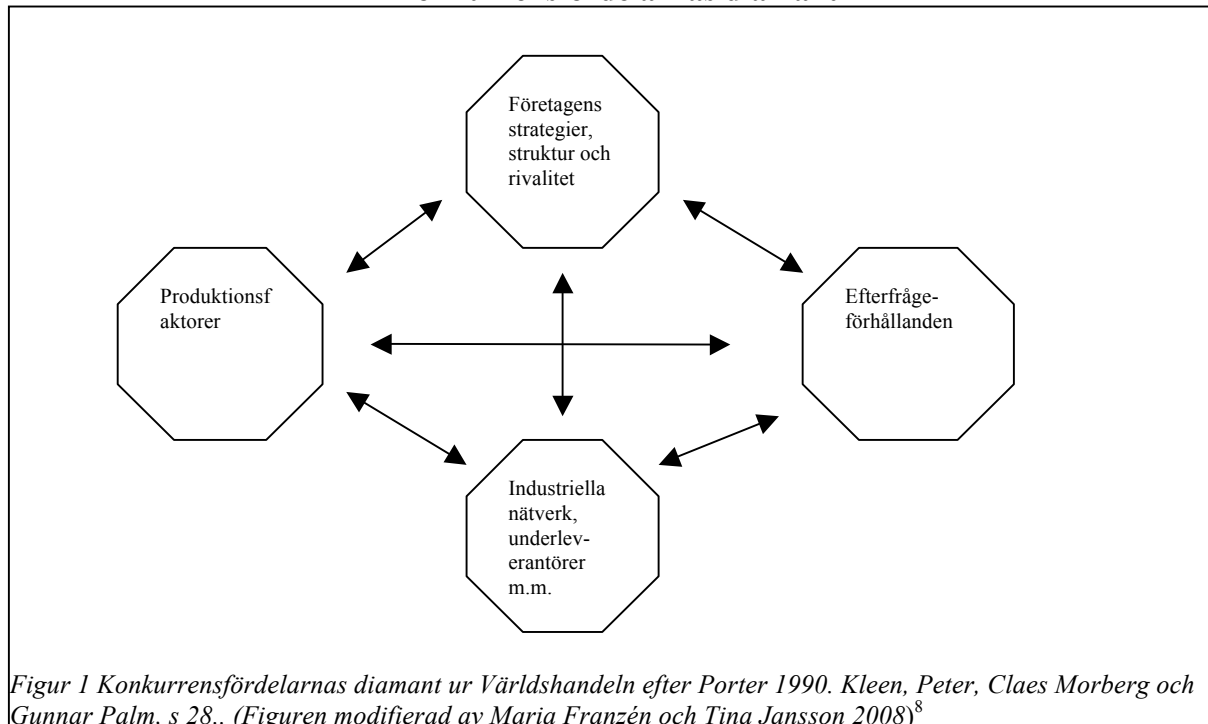 Företagens
strategier,
struktur och
rivalitet
Produktionsf
aktorer
Efterfråge-
förhållanden
Industriella
nätverk,
underlev-
erantörer
m.m.
Figur 1 Konkurrensfördelarnas diamant ur Världshandeln efter Porter 1990. Kleen, Peter, Claes Morberg och
Gunnar Palm, s 28,. (Figuren modifierad av Maria Franzén och Tina Jansson 2008)8